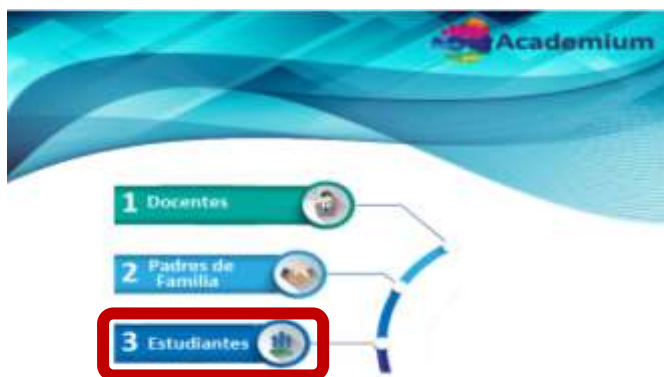 Academium
1 Docentes
2 Padres de
Familia
3 Estudiantes